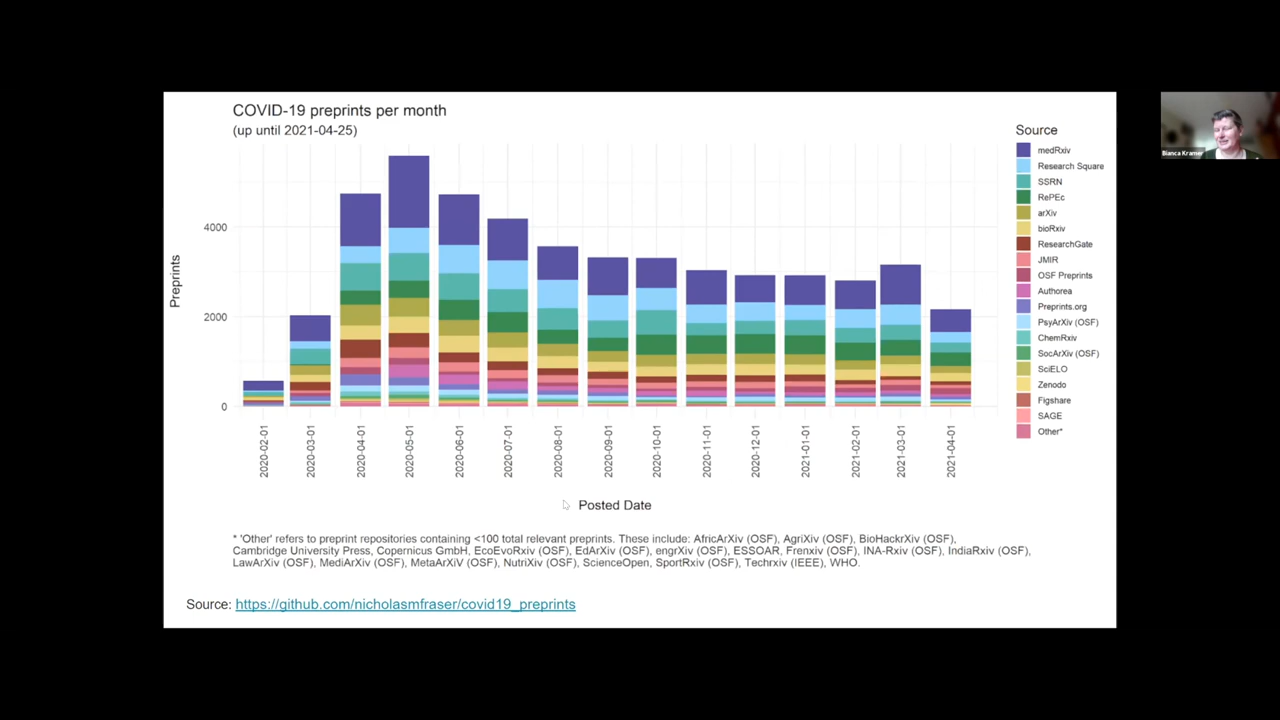 COVID-19 preprints per month
(up until 2021-04-25)
Source
medRxiv
Research Square
SSRN
RePEc
arXiv
bioRxiv
ResearchGate
JMIR
OSF Preprints
Authorea
Preprints.org
PsyArXiv (OSF)
ChemRxiv
SocArXiv (OSF)
SciELO
Zenodo
Figshare
SAGE
Other*
Bianca Kramer
Preprints
4000
2000
0
2020-02-01
2020-03-01
2020-04-01
2020-05-01
2020-06-01
2020-07-01
2020-08-01
2020-09-01
2020-10-01
2020-11-01
2020-12-01
2021-01-01
2021-02-01
2021-03-01
2021-04-01
Posted Date
* 'Other' refers to preprint repositories containing <100 total relevant preprints. These include: AfricArXiv (OSF), AgriXiv (OSF), BioHackrXiv (OSF),
Cambridge University Press, Copernicus GmbH, EcoEvoRxiv (OSF), EdArXiv (OSF), engrXiv (OSF), ESSOAR, Frenxiv (OSF), INA-Rxiv (OSF), IndiaRxiv (OSF),
LawArXiv (OSF), MediArXiv (OSF), MetaArXiV (OSF), NutriXiv (OSF), ScienceOpen, SportRxiv (OSF), Techrxiv (IEEE), WHO.
Source: https://github.com/nicholasmfraser/covid19_preprints